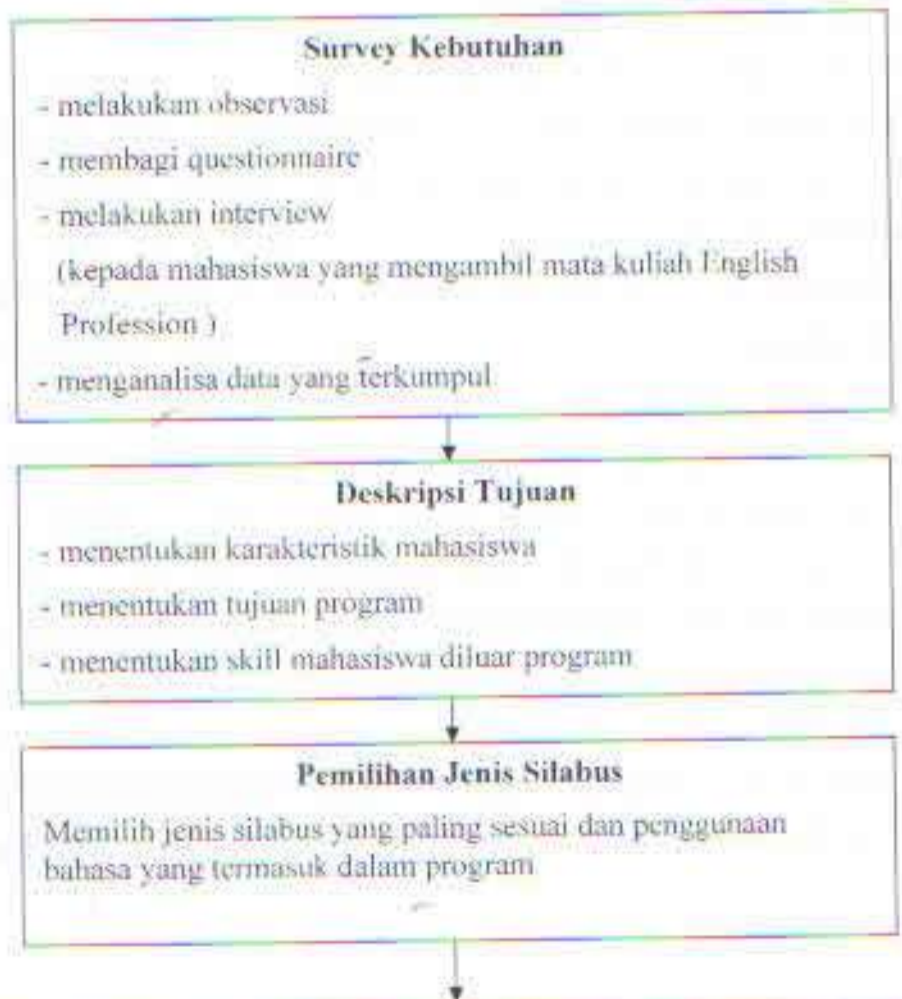 Survey Kebutuhan
- melakukan observasi
- membagi questionnaire
- melakukan interview
(kepada mahasiswa yang mengambil mata kuliah English
Profession )
- menganalisa data yang terkumpul
Deskripsi Tujuan
- menentukan karakteristik mahasiswa
- menentukan tujuan program
- menentukan skill mahasiswa diluar program
Pemilihan Jenis Silabus
Memilih jenis silabus yang paling sesuai dan penggunaan
bahasa yang termasuk dalam program